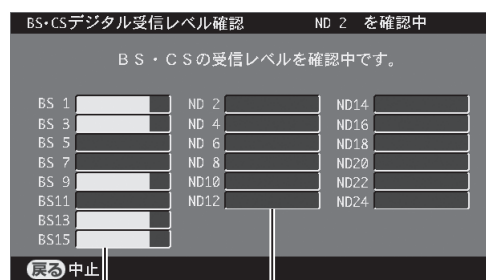 BS・CSデジタル受信レベル確認 ND 2 を確認中
BS・CSの受信レベルを確認中です。
BS 1 ND 2 ND14
BS 3 ND 4 ND16
BS 5 ND 6 ND18
BS 7 ND 8 ND20
BS 9 ND10 ND22
BS11 ND12 ND24
BS13
BS15
戻る 中止